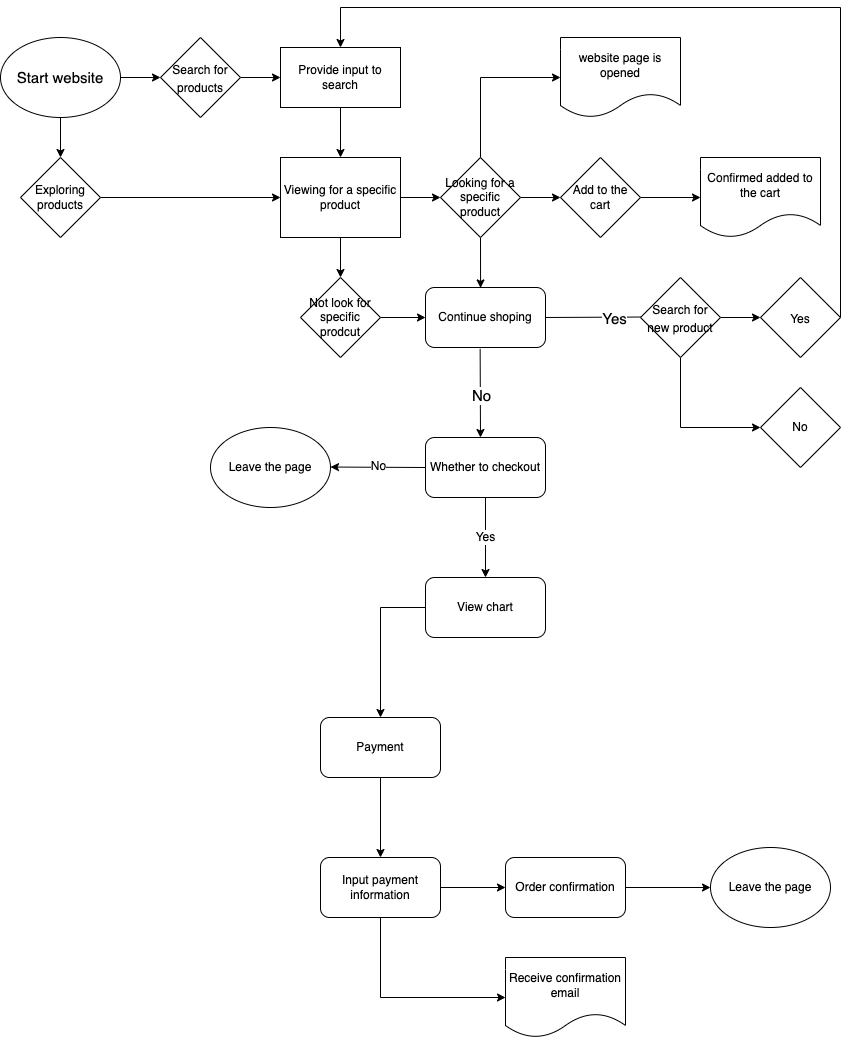 Start website
Search for
products
Provide input to
search
website page is
opened
Exploring
products
Viewing for a specific
product
Looking for a
specific
product
Add to the
cart
Confirmed added to
the cart
Not look for
specific
prodcut
Continue shoping
Yes
Search for
new product
Yes
No
No
Leave the page
No
Whether to checkout
Yes
View chart
Payment
Input payment
information
Order confirmation
Leave the page
Receive confirmation
email